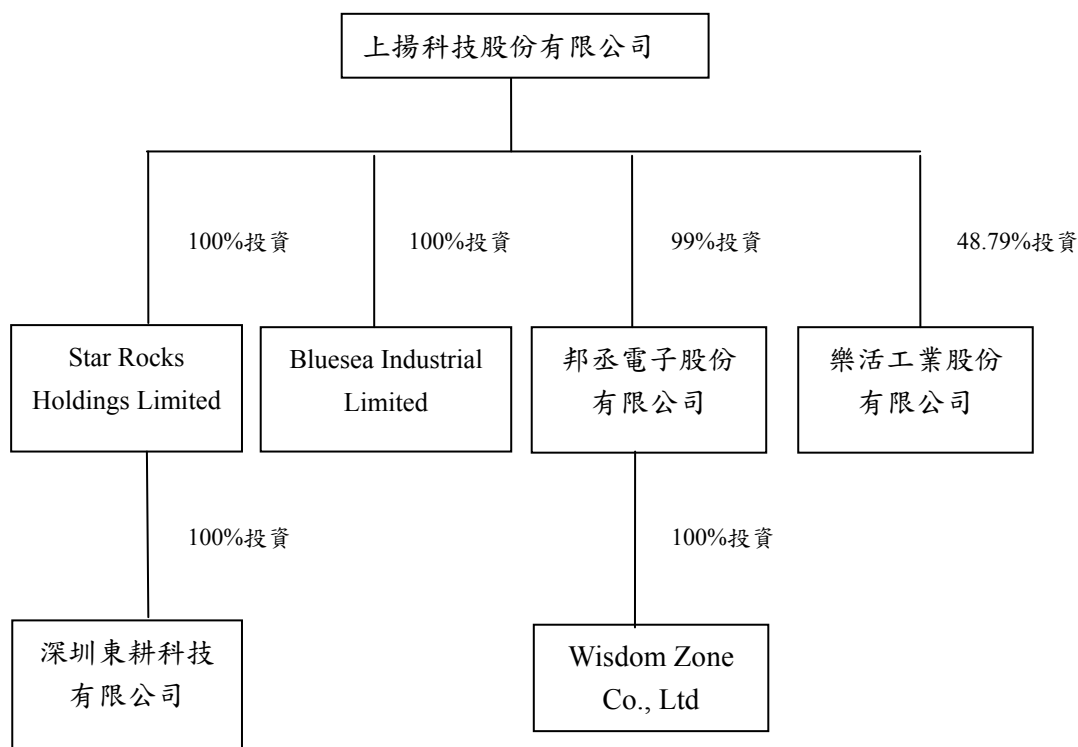 上揚科技股份有限公司
100%投資
100%投資
99%投資
48.79%投資
Star Rocks
Holdings Limited
Bluesea Industrial
Limited
邦丞電子股份
有限公司
樂活工業股份
有限公司
100%投資
100%投資
深圳東耕科技
有限公司
Wisdom Zone
Co., Ltd